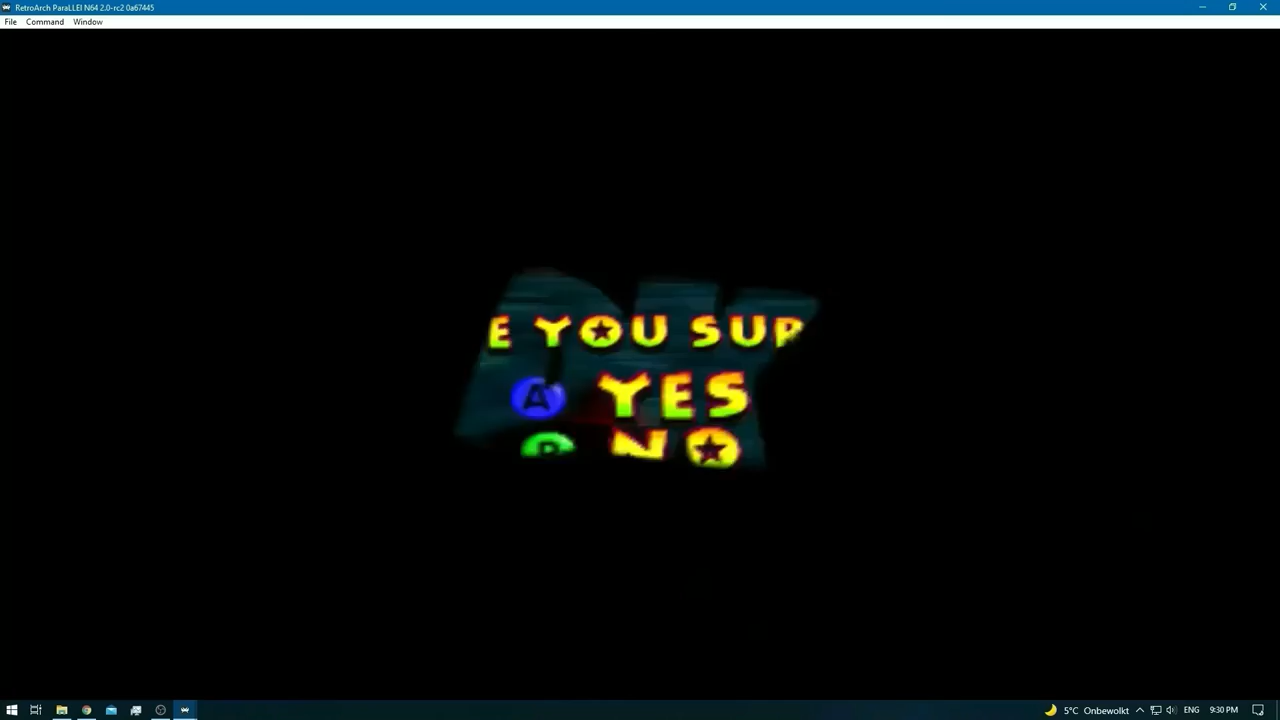 RetroArch ParaLLEl N64 2.0-rc2 0a67445
File Command Window
E YOU SUR
A YES
B NO
5°C Onbewolkt ENG 9:30 PM